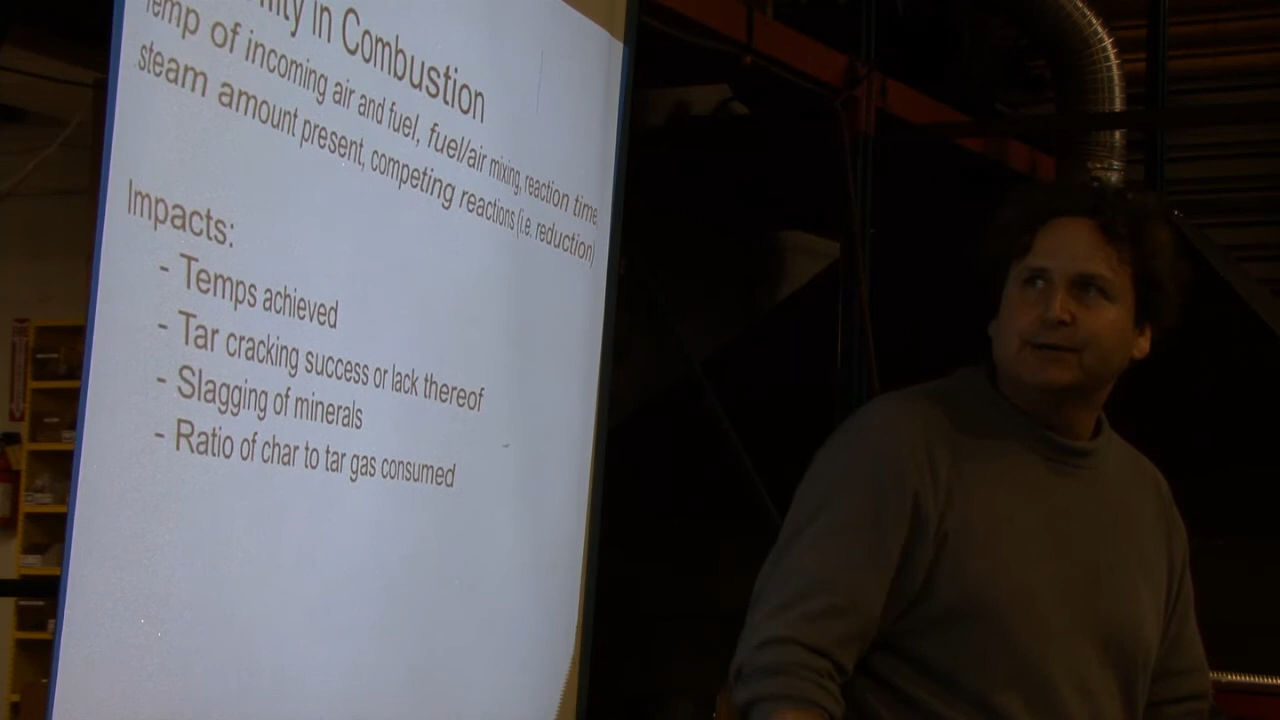 in Combustion
Temp of incoming air and fuel, fuel/air mixing, reaction time
steam amount present, competing reactions (i.e. reduction)
Impacts:
- Temps achieved
- Tar cracking success or lack thereof
- Slagging of minerals
- Ratio of char to tar gas consumed